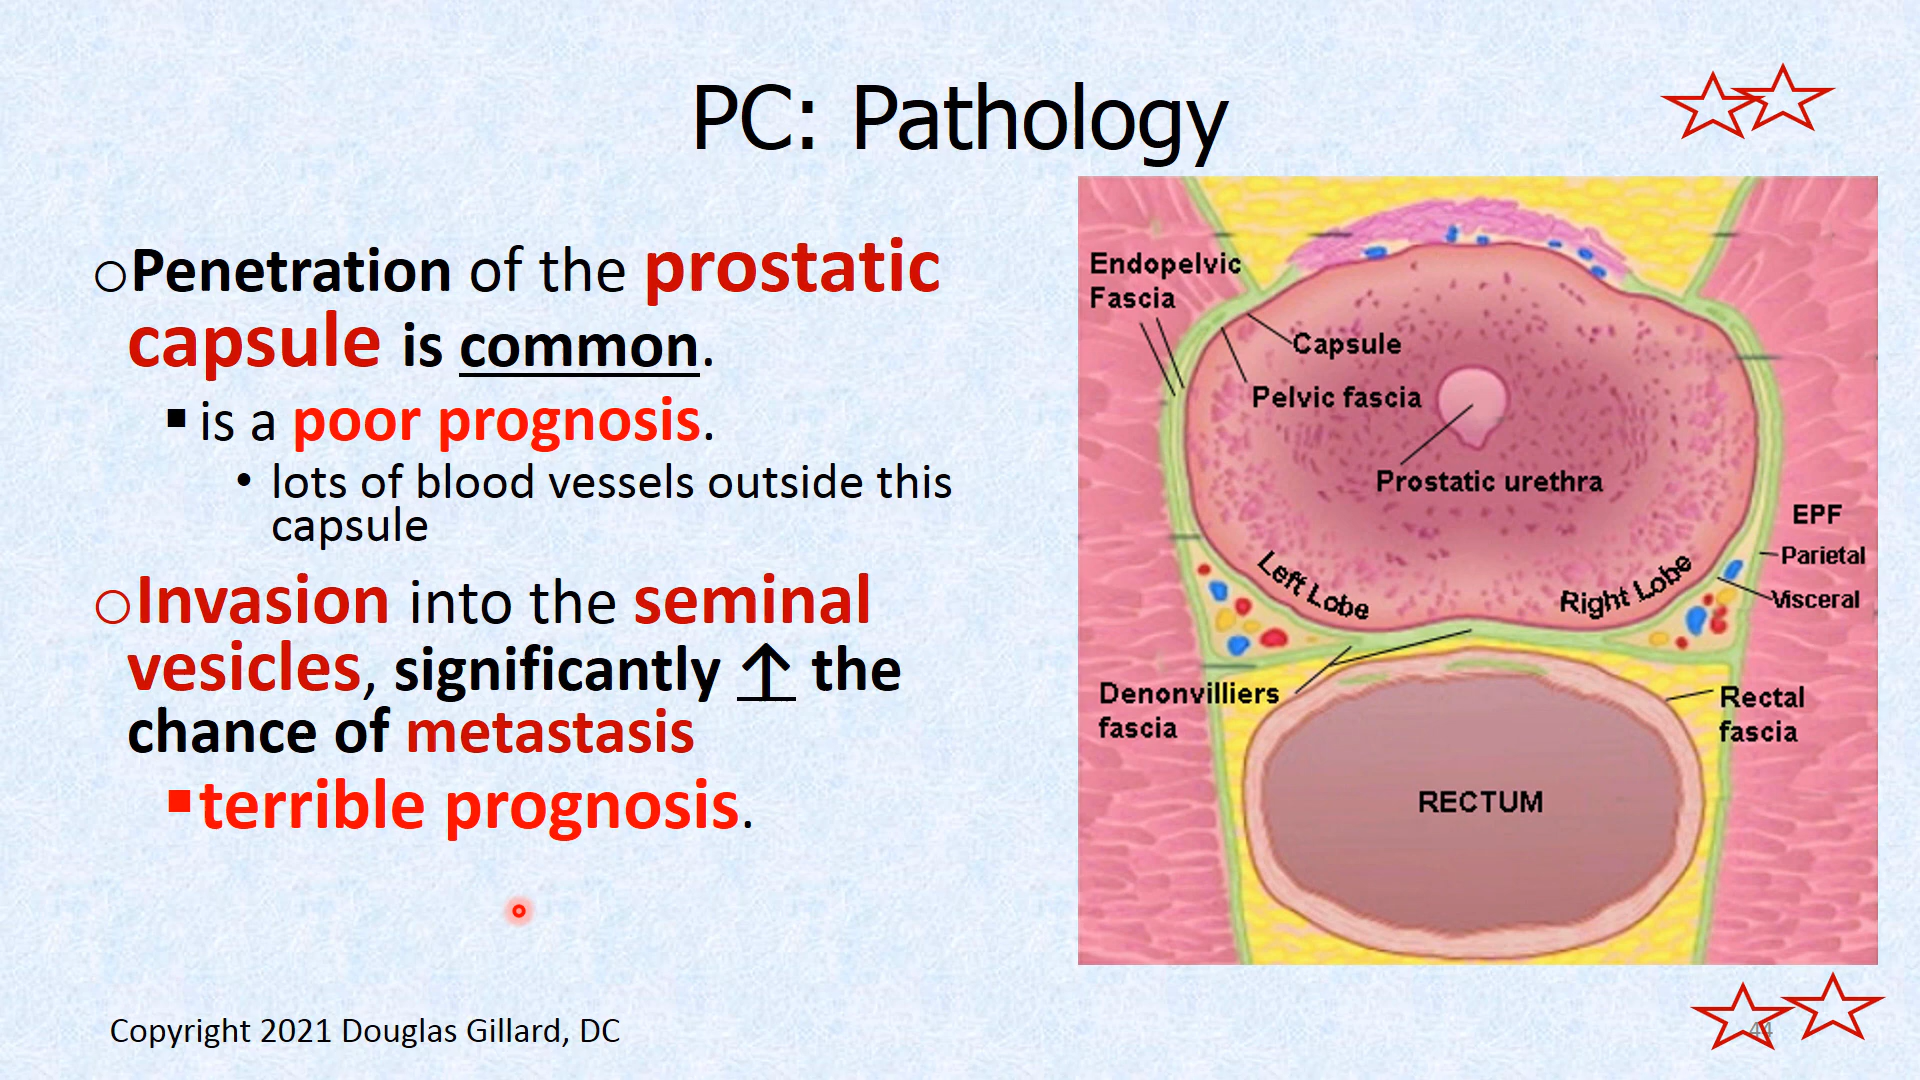 PC: Pathology
○Penetration of the prostatic
capsule is common.
▪ is a poor prognosis.
• lots of blood vessels outside this
capsule
○Invasion into the seminal
vesicles, significantly ↑ the
chance of metastasis
▪terrible prognosis.
Endopelvic
Fascia
Capsule
Pelvic fascia
Prostatic urethra
EPF
Parietal
Visceral
Left Lobe
Right Lobe
Denonvilliers
fascia
Rectal
fascia
RECTUM
Copyright 2021 Douglas Gillard, DC
44